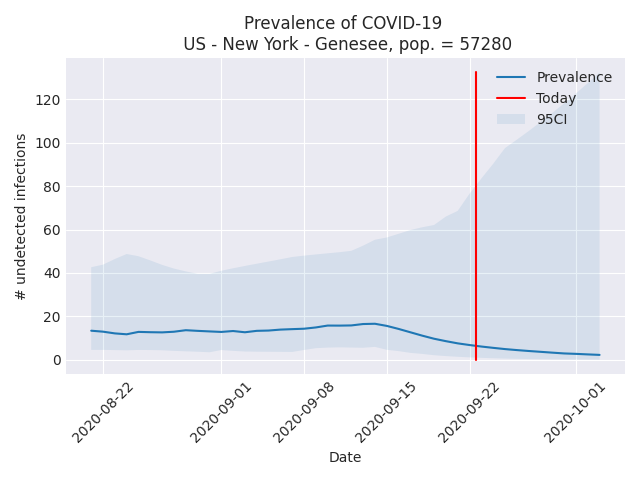 Prevalence of COVID-19
US - New York - Genesee, pop. = 57280
Prevalence
Today
95CI
120
100
80
60
40
20
0
# undetected infections
2020-08-22
2020-09-01
2020-09-08
2020-09-15
2020-09-22
2020-10-01
Date